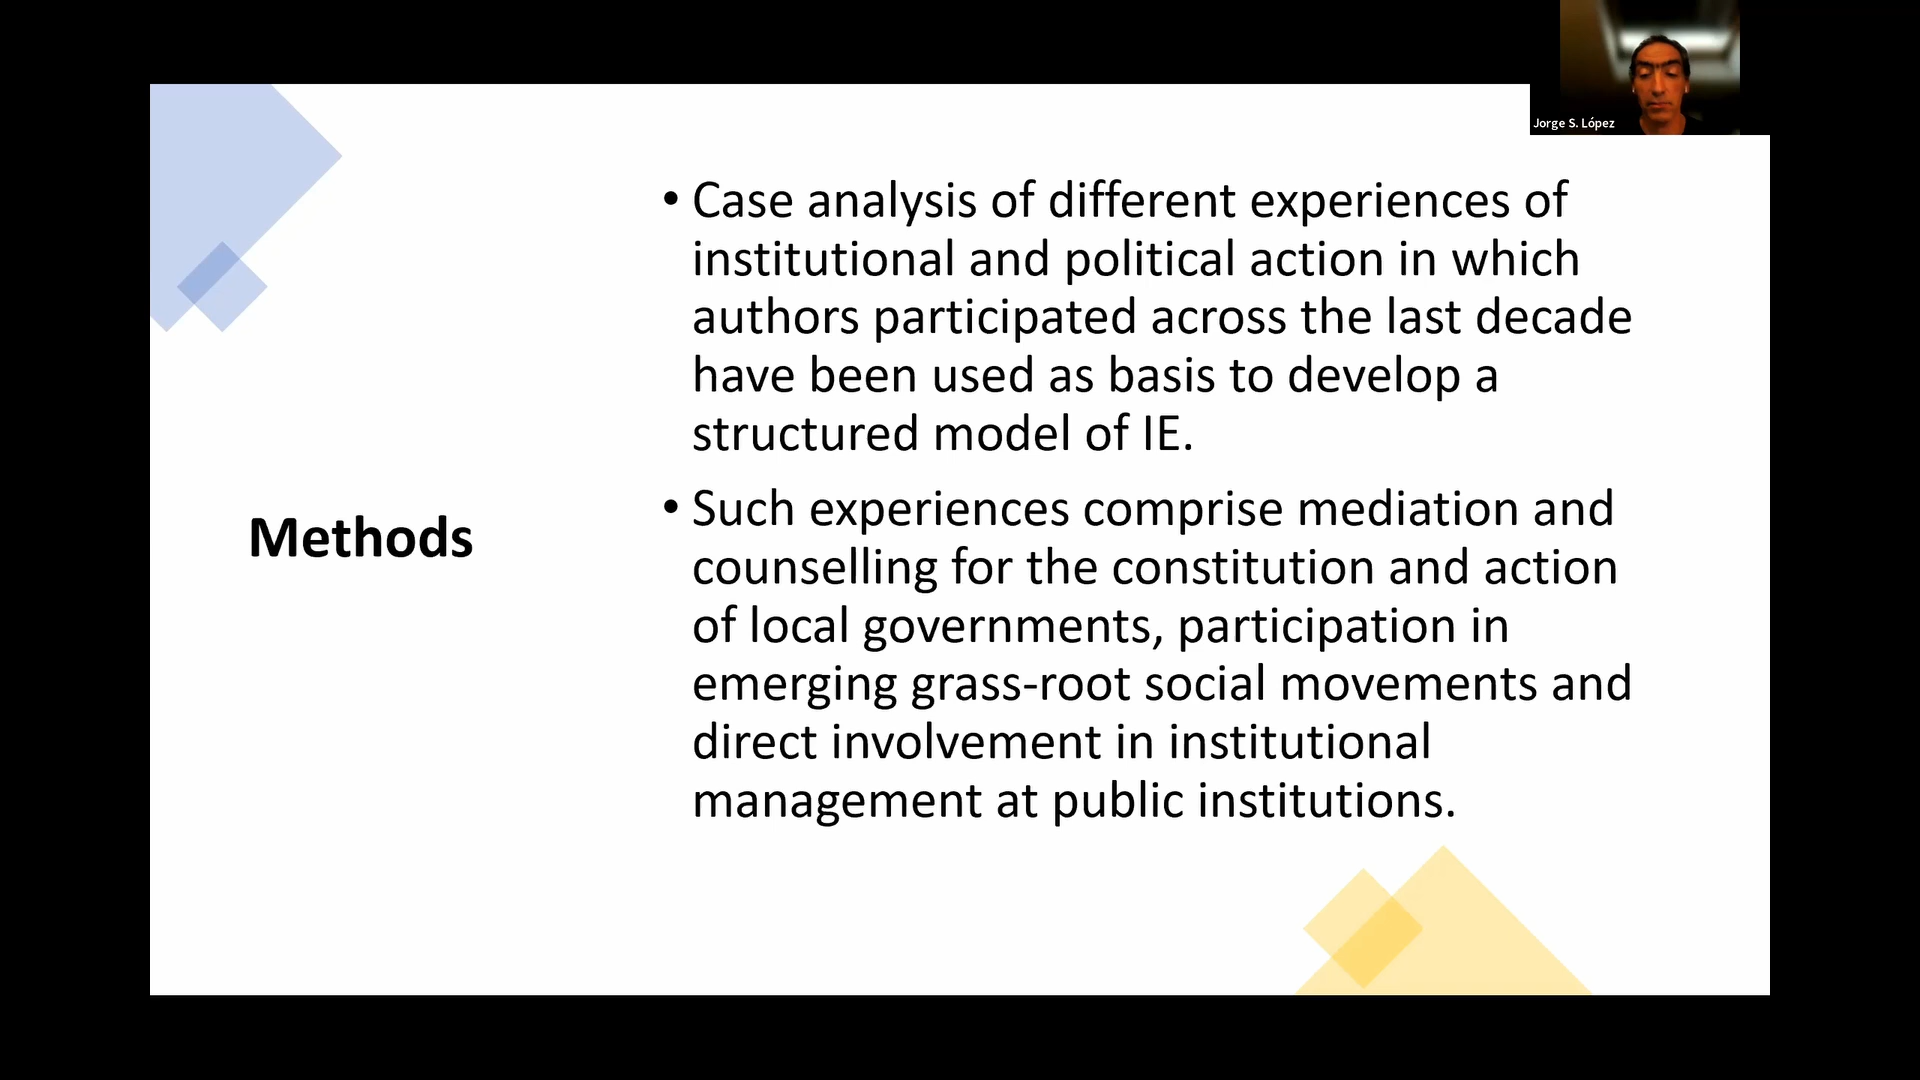 Jorge S. López
Methods
• Case analysis of different experiences of
institutional and political action in which
authors participated across the last decade
have been used as basis to develop a
structured model of IE.
• Such experiences comprise mediation and
counselling for the constitution and action
of local governments, participation in
emerging grass-root social movements and
direct involvement in institutional
management at public institutions.